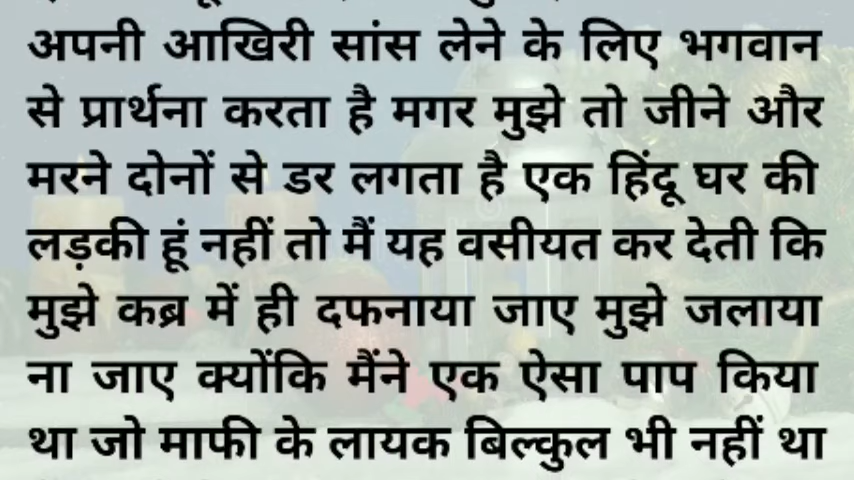 अपनी आखिरी सांस लेने के लिए भगवान
से प्रार्थना करता है मगर मुझे तो जीने और
मरने दोनों से डर लगता है एक हिंदू घर की
लड़की हूं नहीं तो मैं यह वसीयत कर देती कि
मुझे कब्र में ही दफनाया जाए मुझे जलाया
ना जाए क्योंकि मैंने एक ऐसा पाप किया
था जो माफी के लायक बिल्कुल भी नहीं था